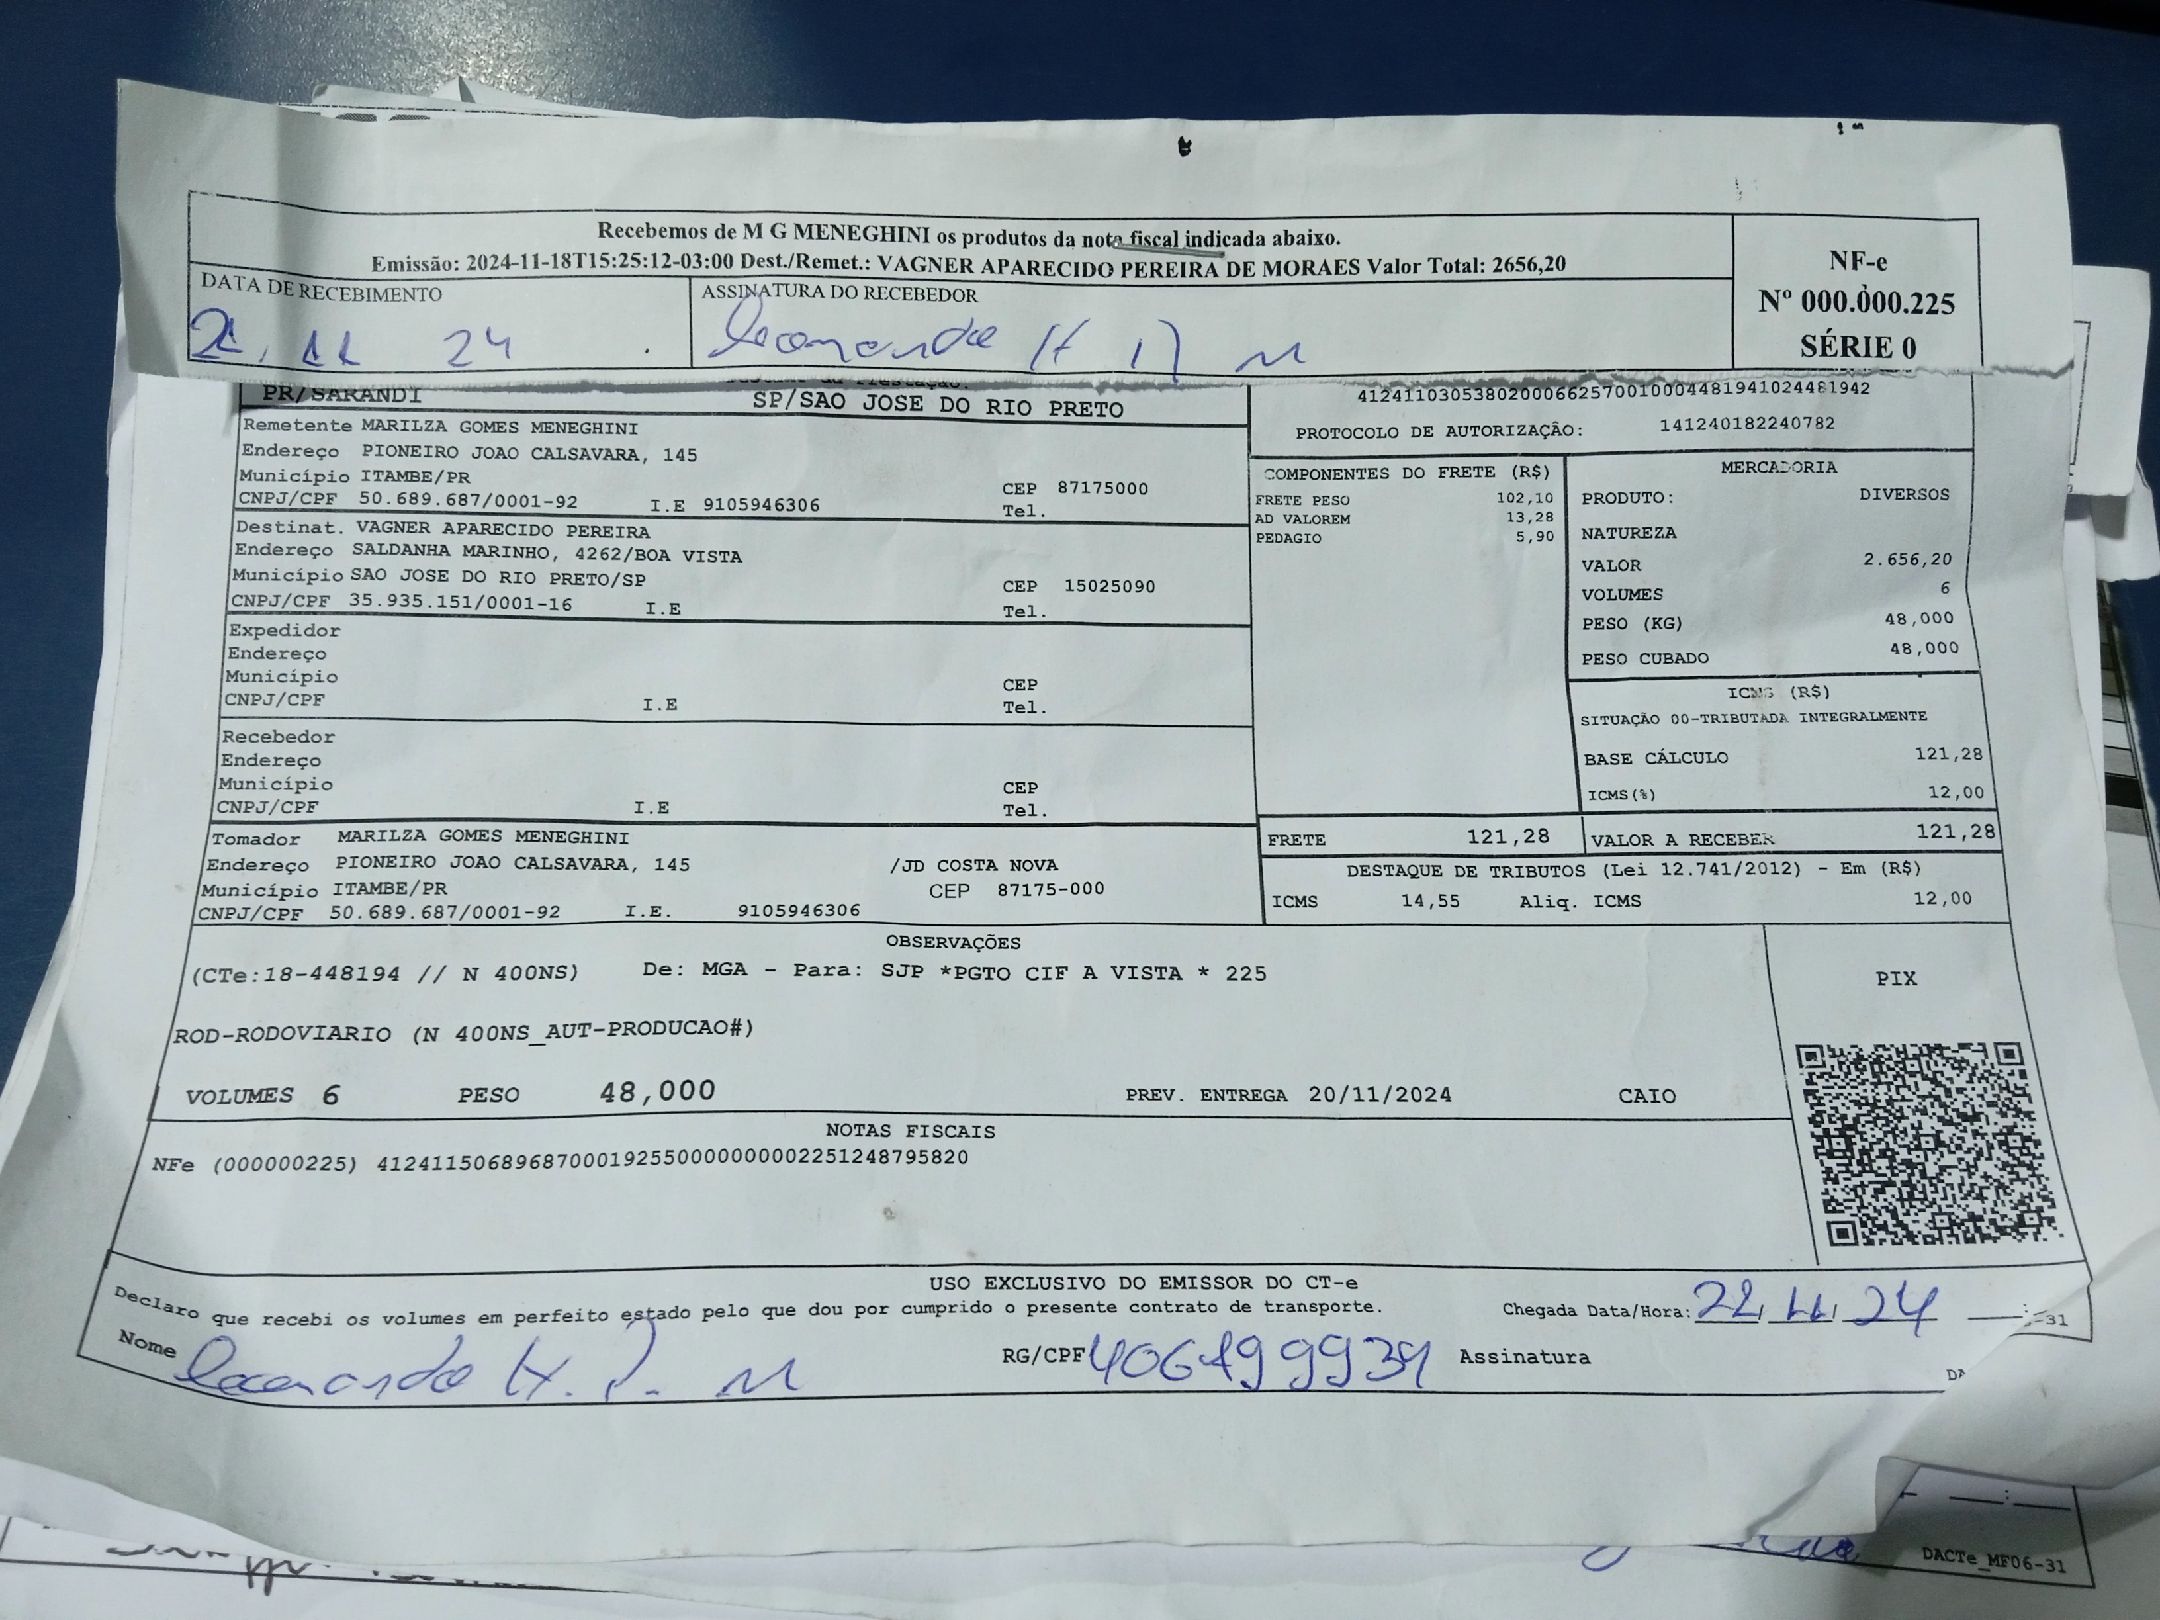 Recebemos de M G MENEGHINI os produtos da nota fiscal indicada abaixo.
Emissão: 2024-11-18T15:25:12-03:00 Dest./Remet.: VAGNER APARECIDO PEREIRA DE MORAES Valor Total: 2656,20
NF-e
Nº 000.000.225
SÉRIE 0
DATA DE RECEBIMENTO
24
ASSINATURA DO RECEBEDOR
PR/SARANDI SP/SAO JOSE DO RIO PRETO
41241103053802000662570010004481941024481942
PROTOCOLO DE AUTORIZAÇÃO: 141240182240782
Remetente MARILZA GOMES MENEGHINI
Endereço PIONEIRO JOAO CALSAVARA, 145
Município ITAMBE/PR CEP 87175000
CNPJ/CPF 50.689.687/0001-92 I.E 9105946306 Tel.
Destinat. VAGNER APARECIDO PEREIRA
Endereço SALDANHA MARINHO, 4262/BOA VISTA
Município SAO JOSE DO RIO PRETO/SP CEP 15025090
CNPJ/CPF 35.935.151/0001-16 I.E Tel.
Expedidor
Endereço
Município CEP
CNPJ/CPF I.E Tel.
Recebedor
Endereço
Município CEP
CNPJ/CPF I.E Tel.
Tomador MARILZA GOMES MENEGHINI
Endereço PIONEIRO JOAO CALSAVARA, 145 /JD COSTA NOVA
Município ITAMBE/PR CEP 87175-000
CNPJ/CPF 50.689.687/0001-92 I.E. 9105946306
COMPONENTES DO FRETE (R$)
FRETE PESO 102,10
AD VALOREM 13,28
PEDAGIO 5,90
MERCADORIA
PRODUTO: DIVERSOS
NATUREZA
VALOR 2.656,20
VOLUMES 6
PESO (KG) 48,000
PESO CUBADO 48,000
ICMS (R$)
SITUAÇÃO 00-TRIBUTADA INTEGRALMENTE
BASE CÁLCULO 121,28
ICMS(%) 12,00
FRETE 121,28 VALOR A RECEBER 121,28
DESTAQUE DE TRIBUTOS (Lei 12.741/2012) - Em (R$)
ICMS 14,55 Aliq. ICMS 12,00
OBSERVAÇÕES
(CTe:18-448194 // N 400NS) De: MGA - Para: SJP *PGTO CIF A VISTA * 225
ROD-RODOVIARIO (N 400NS_AUT-PRODUCAO#)
PIX
VOLUMES 6 PESO 48,000 PREV. ENTREGA 20/11/2024 CAIO
NOTAS FISCAIS
NFe (000000225) 41241150689687000192550000000002251248795820
USO EXCLUSIVO DO EMISSOR DO CT-e
Declaro que recebi os volumes em perfeito estado pelo que dou por cumprido o presente contrato de transporte. Chegada Data/Hora: 22 11 24
Nome RG/CPF Assinatura
DACTe_MF06-31